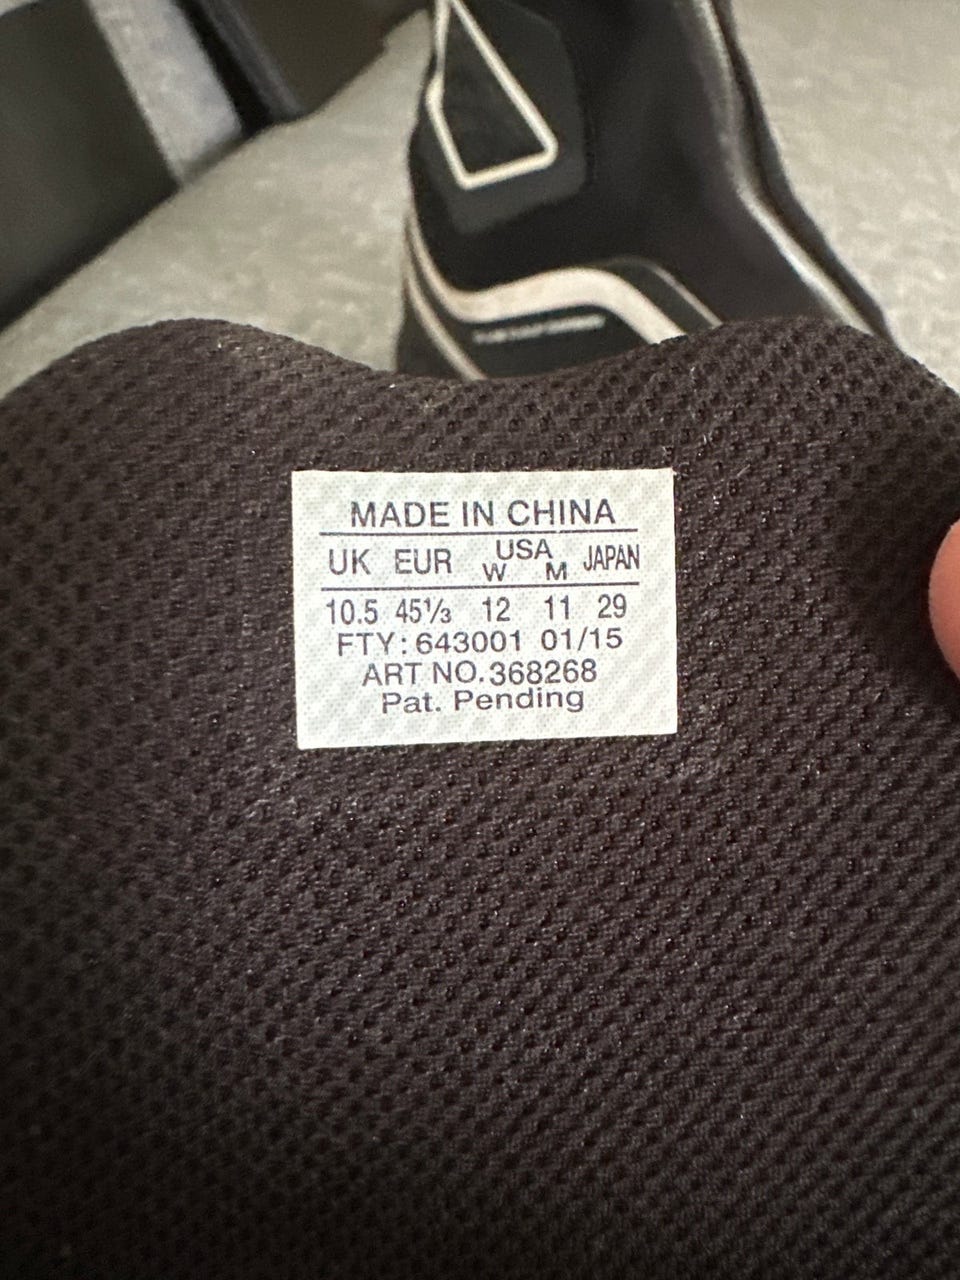 MADE IN CHINA
UK EUR USA W M JAPAN
10.5 45⅓ 12 11 29
FTY: 643001 01/15
ART NO. 368268
Pat. Pending